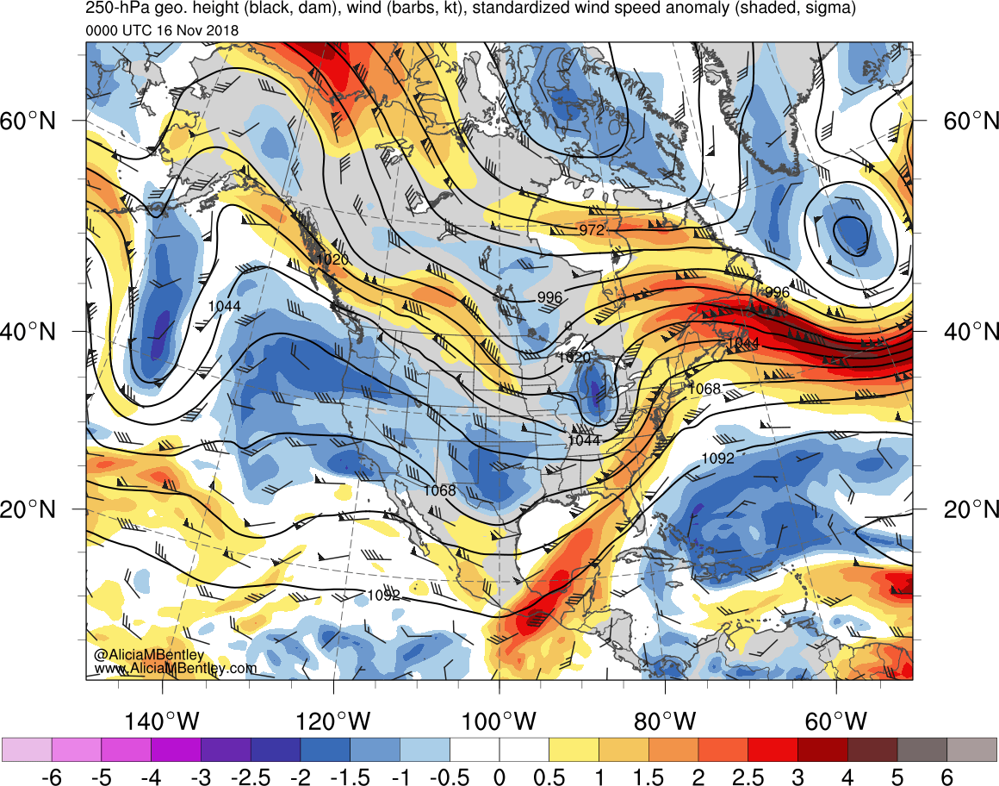 250-hPa geo. height (black, dam), wind (barbs, kt), standardized wind speed anomaly (shaded, sigma)
0000 UTC 16 Nov 2018
60°N 60°N
972
1020
996 996
1044
40°N 40°N
1044
1020
1068
1044
1092
1068
20°N 20°N
1092
@AliciaMBentley
www.AliciaMBentley.com
140°W 120°W 100°W 80°W 60°W
-6 -5 -4 -3 -2.5 -2 -1.5 -1 -0.5 0 0.5 1 1.5 2 2.5 3 4 5 6